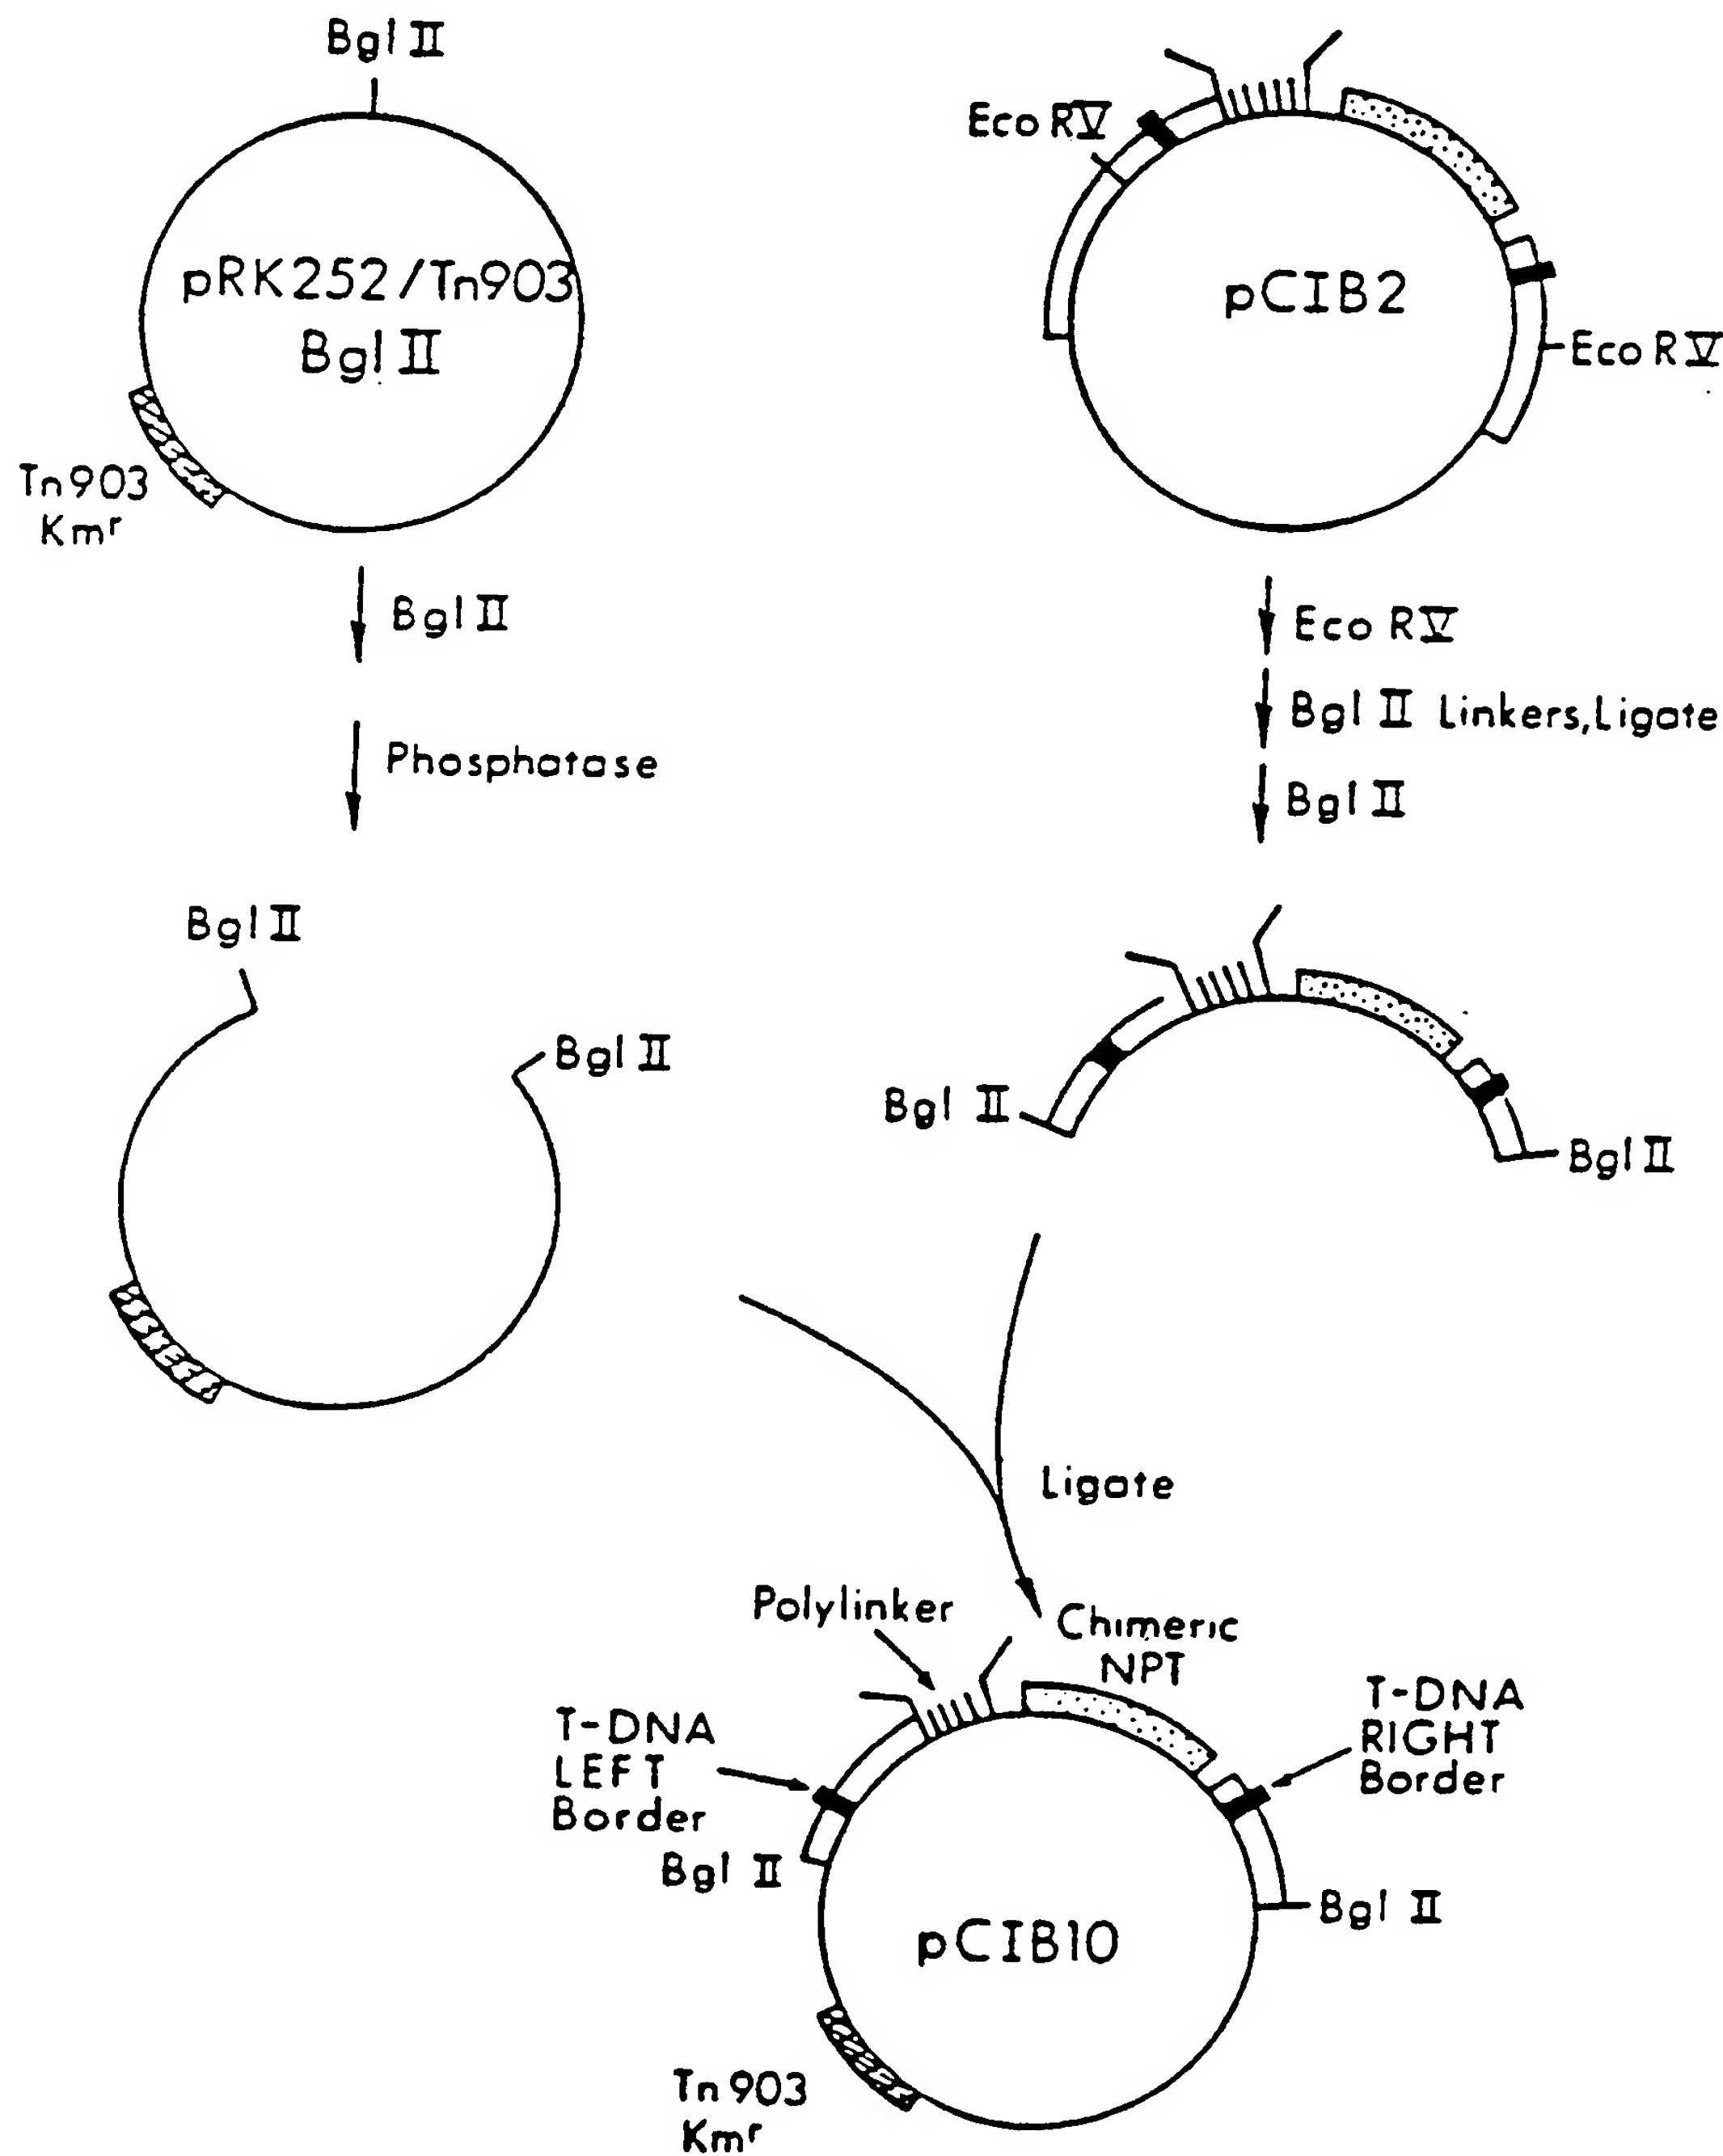 Bgl II
pRK252/Tn903
Bgl II
Tn903
Kmr
Bgl II
Phosphatase
Bgl II
Bgl II
Eco RV
pCIB2
Eco RV
Eco RV
Bgl II Linkers, Ligate
Bgl II
Bgl II
Bgl II
Ligate
Polylinker
Chimeric
NPT
T-DNA
LEFT
Border
T-DNA
RIGHT
Border
Bgl II
Bgl II
pCIB10
Tn903
Kmr